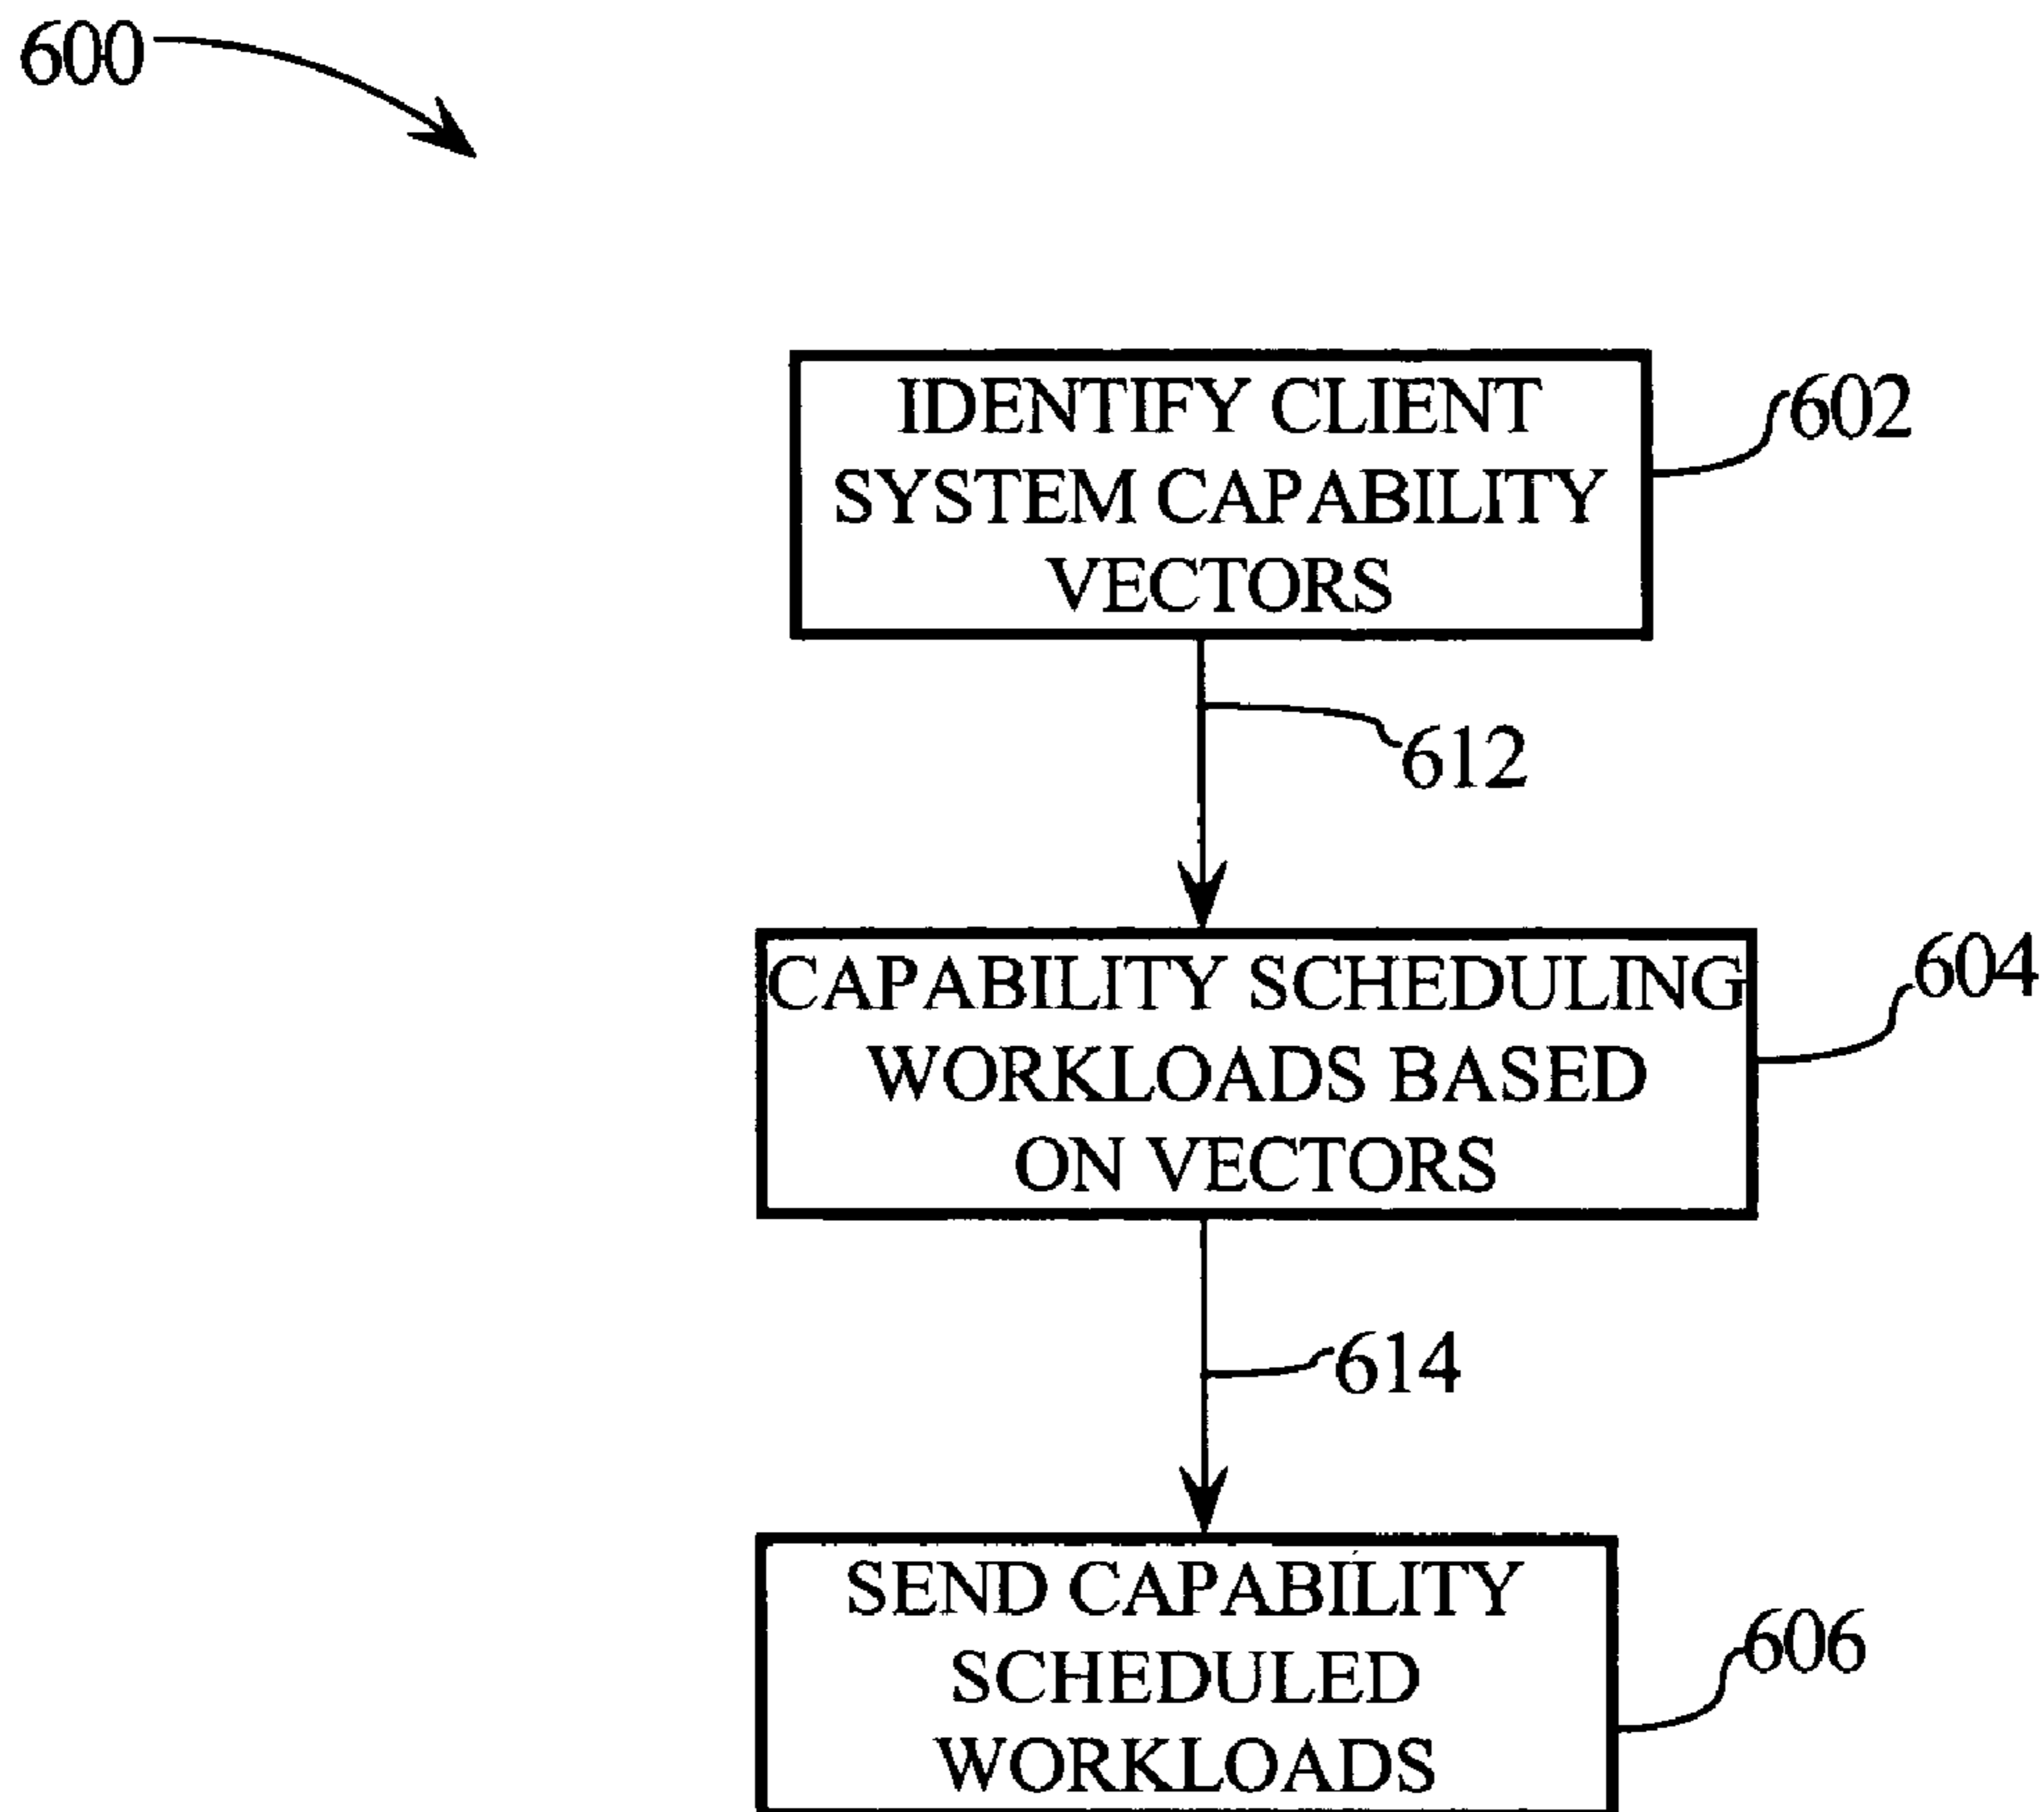 600
IDENTIFY CLIENT
SYSTEM CAPABILITY
VECTORS
602
612
CAPABILITY SCHEDULING
WORKLOADS BASED
ON VECTORS
604
614
SEND CAPABILITY
SCHEDULED
WORKLOADS
606